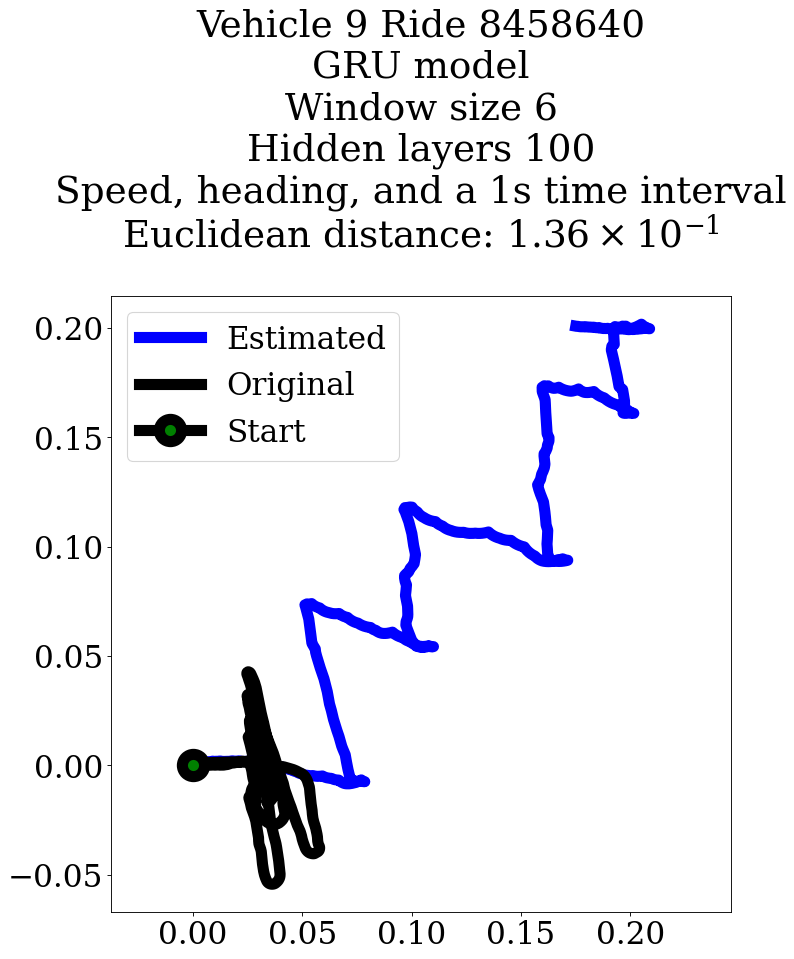 Vehicle 9 Ride 8458640
GRU model
Window size 6
Hidden layers 100
Speed, heading, and a 1s time interval
Euclidean distance: 1.36 × 10⁻¹
Estimated
Original
Start
0.20
0.15
0.10
0.05
0.00
−0.05
0.00 0.05 0.10 0.15 0.20